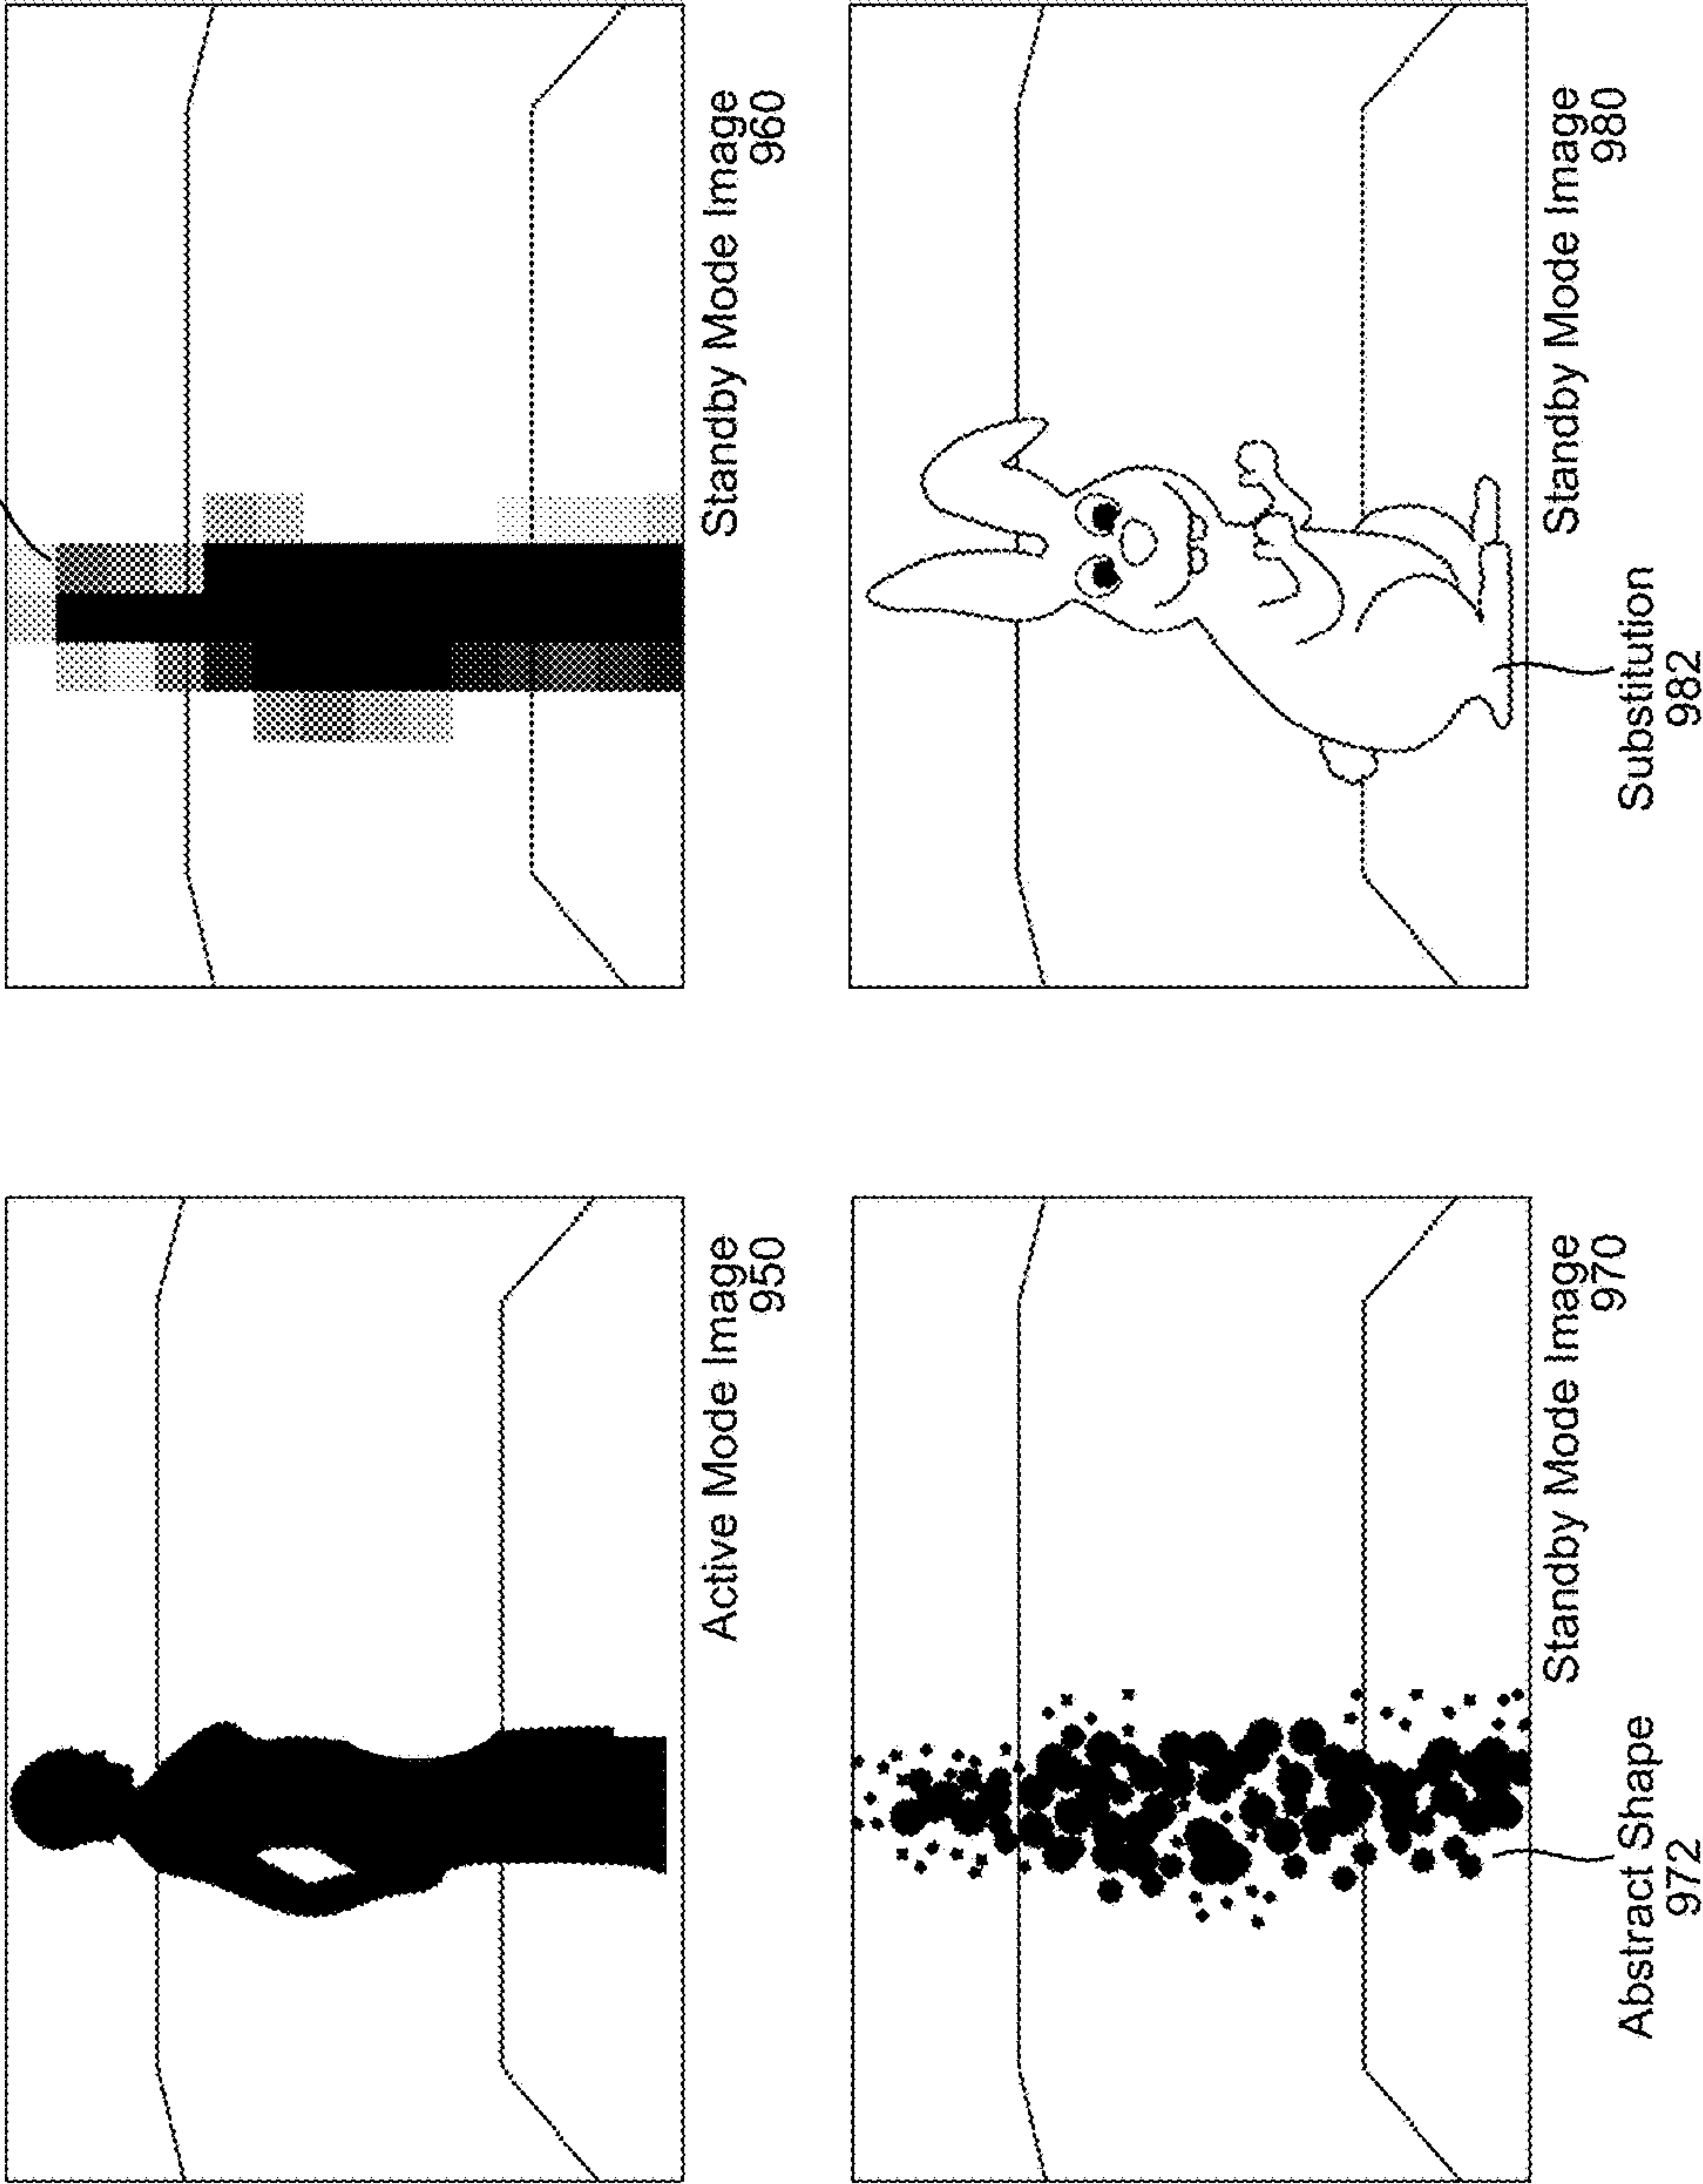 Active Mode Image
950
Standby Mode Image
960
Standby Mode Image
970
Abstract Shape
972
Standby Mode Image
980
Substitution
982